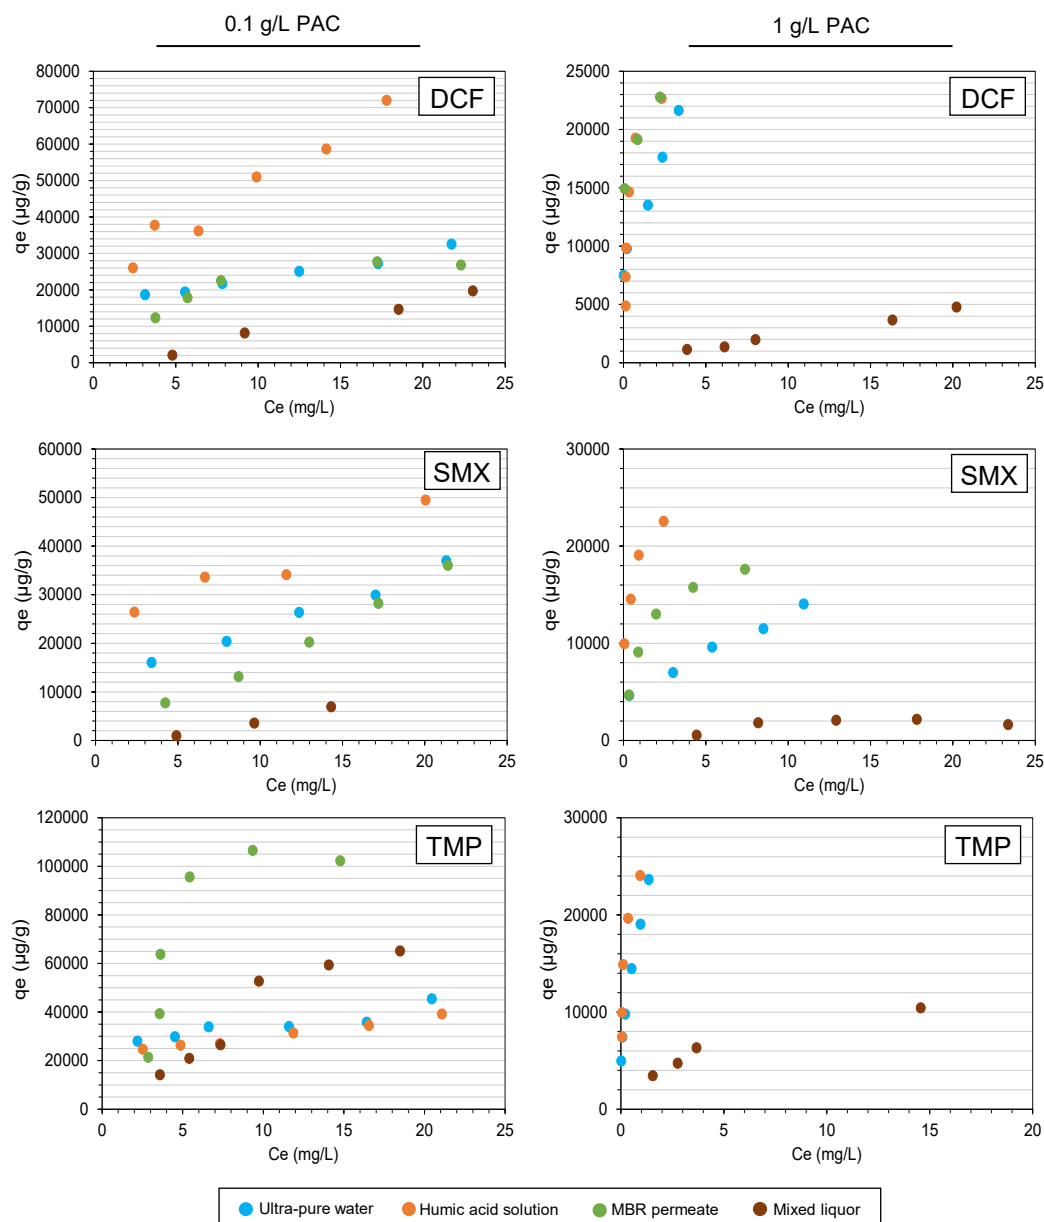 0.1 g/L PAC
1 g/L PAC
DCF
80000
70000
60000
50000
40000
30000
20000
10000
0
qe (µg/g)
0 5 10 15 20 25
Ce (mg/L)
DCF
25000
20000
15000
10000
5000
0
qe (µg/g)
0 5 10 15 20 25
Ce (mg/L)
SMX
60000
50000
40000
30000
20000
10000
0
qe (µg/g)
0 5 10 15 20 25
Ce (mg/L)
SMX
30000
20000
10000
0
qe (µg/g)
0 5 10 15 20 25
Ce (mg/L)
TMP
120000
100000
80000
60000
40000
20000
0
qe (µg/g)
0 5 10 15 20 25
Ce (mg/L)
TMP
30000
20000
10000
0
qe (µg/g)
0 5 10 15 20
Ce (mg/L)
Ultra-pure water Humic acid solution MBR permeate Mixed liquor